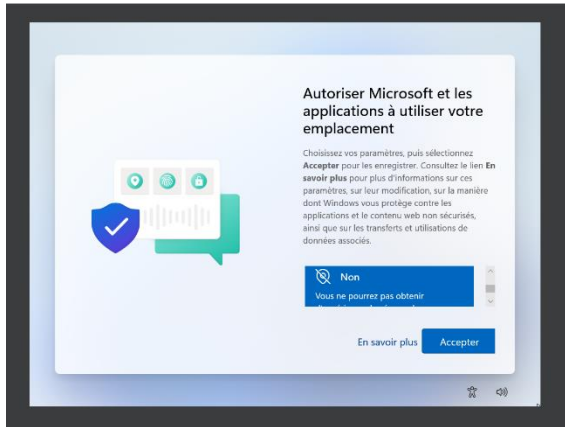 Autoriser Microsoft et les
applications à utiliser votre
emplacement
Choisissez vos paramètres, puis sélectionnez
Accepter pour les enregistrer. Consultez le lien En
savoir plus pour plus d'informations sur ces
paramètres, sur leur modification, sur la manière
dont Windows vous protège contre les
applications et le contenu web non sécurisés,
ainsi que sur les transferts et utilisations de
données associés.
Non
Vous ne pourrez pas obtenir
En savoir plus
Accepter